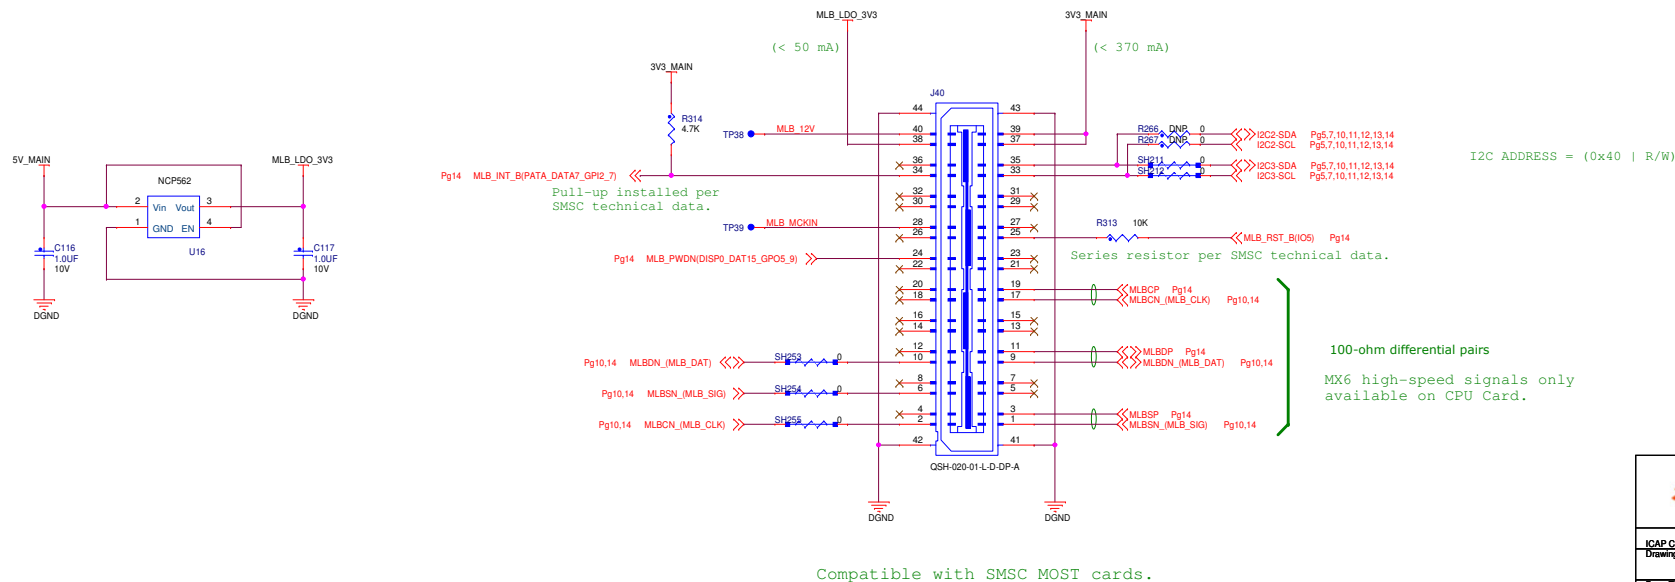 MLB_LDO_3V3
3V3_MAIN
(< 50 mA)
(< 370 mA)
3V3_MAIN
J40
R314
4.7K
44
43
TP38
MLB_12V
40
38
39
37
R266
DNP
0
I2C2-SDA
Pg5,7,10,11,12,13,14
R267
DNP
0
I2C2-SCL
Pg5,7,10,11,12,13,14
5V_MAIN
MLB_LDO_3V3
NCP562
36
34
35
33
SH211
0
I2C3-SDA
Pg5,7,10,11,12,13,14
SH212
0
I2C3-SCL
Pg5,7,10,11,12,13,14
I2C ADDRESS = (0x40 | R/W)
Pg14
MLB_INT_B(PATA_DATA7_GPI2_7)
Pull-up installed per
SMSC technical data.
32
30
31
29
2
Vin
Vout
3
1
GND
EN
4
U16
C116
1.0UF
10V
C117
1.0UF
10V
DGND
DGND
TP39
MLB_MCKIN
28
26
27
25
R313
10K
MLB_RST_B(IO5)
Pg14
Series resistor per SMSC technical data.
Pg14
MLB_PWDN(DISP0_DAT15_GPO5_9)
24
22
23
21
20
18
19
17
MLBCP
Pg14
MLBCN_(MLB_CLK)
Pg10,14
16
14
15
13
12
10
11
9
MLBDP
Pg14
MLBDN_(MLB_DAT)
Pg10,14
Pg10,14
MLBDN_(MLB_DAT)
SH253
0
100-ohm differential pairs
MX6 high-speed signals only
available on CPU Card.
8
6
7
5
Pg10,14
MLBSN_(MLB_SIG)
SH254
0
4
2
3
1
MLBSP
Pg14
MLBSN_(MLB_SIG)
Pg10,14
Pg10,14
MLBCN_(MLB_CLK)
SH255
0
42
41
QSH-020-01-L-D-DP-A
DGND
DGND
ICAP C
Drawing
Compatible with SMSC MOST cards.